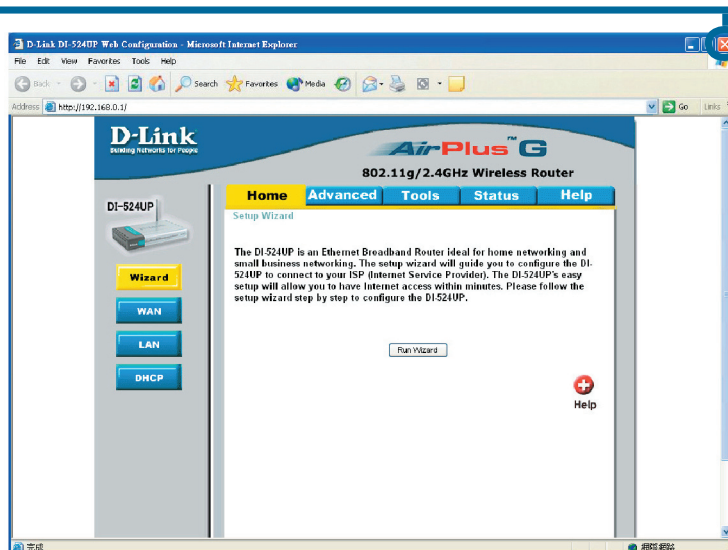 D-Link DI-524UP Web Configuration - Microsoft Internet Explorer
File Edit View Favorites Tools Help
Back Search Favorites Media
Address http://192.168.0.1/ Go Links
D-Link
Building Networks for People
AirPlus™ G
802.11g/2.4GHz Wireless Router
DI-524UP
Home Advanced Tools Status Help
Wizard
WAN
LAN
DHCP
Setup Wizard
The DI-524UP is an Ethernet Broadband Router ideal for home networking and
small business networking. The setup wizard will guide you to configure the DI-
524UP to connect to your ISP (Internet Service Provider). The DI-524UP's easy
setup will allow you to have Internet access within minutes. Please follow the
setup wizard step by step to configure the DI-524UP.
Run Wizard
Help
完成 網際網路